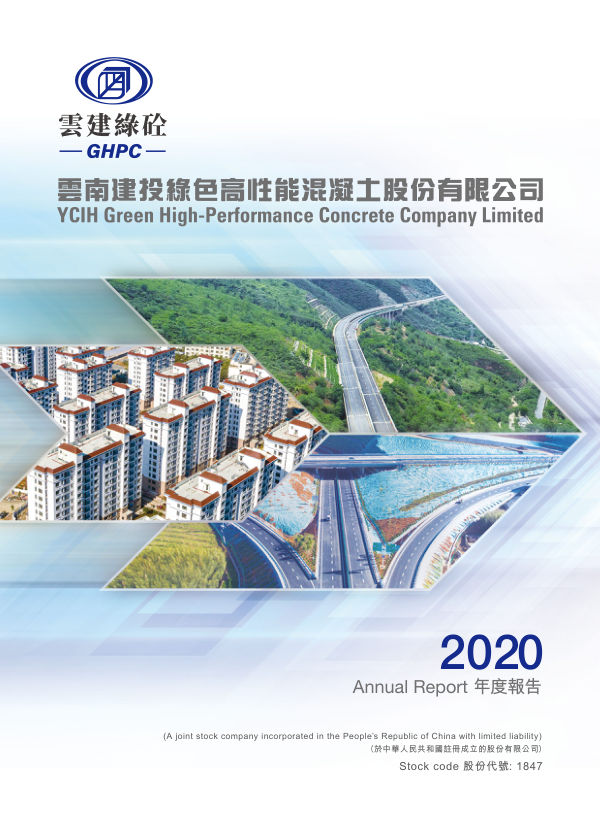 雲建綠砼
GHPC
雲南建投綠色高性能混凝土股份有限公司
YCIH Green High-Performance Concrete Company Limited
2020
Annual Report 年度報告
(A joint stock company incorporated in the People's Republic of China with limited liability)
(於中華人民共和國註冊成立的股份有限公司)
Stock code 股份代號: 1847